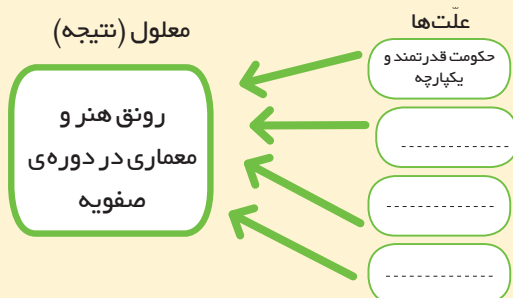 علّت‌ها
معلول (نتیجه)
حکومت قدرتمند و
یکپارچه
رونق هنر و
معماری در دوره‌ی
صفویه
--------------
--------------
--------------